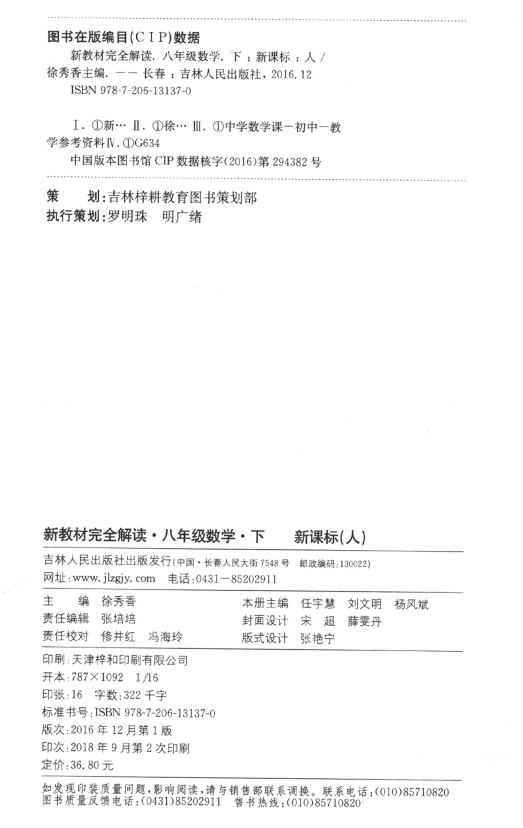 图书在版编目(CIP)数据
新教材完全解读. 八年级数学. 下 : 新课标 : 人 /
徐秀香主编. -- 长春 : 吉林人民出版社, 2016.12
ISBN 978-7-206-13137-0
Ⅰ. ①新… Ⅱ. ①徐… Ⅲ. ①中学数学课－初中－教
学参考资料Ⅳ. ①G634
中国版本图书馆 CIP 数据核字(2016)第 294382 号
策 划:吉林梓耕教育图书策划部
执行策划:罗明珠 明广绪
新教材完全解读·八年级数学·下 新课标(人)
吉林人民出版社出版发行(中国·长春人民大街 7548 号 邮政编码:130022)
网址:www.jlzgjy.com 电话:0431-85202911
主 编 徐秀香 本册主编 任宇慧 刘文明 杨风斌
责任编辑 张培培 封面设计 宋 超 薛雯丹
责任校对 修井红 冯海玲 版式设计 张艳宁
印刷:天津梓和印刷有限公司
开本:787×1092 1/16
印张:16 字数:322 千字
标准书号:ISBN 978-7-206-13137-0
版次:2016 年 12 月第 1 版
印次:2018 年 9 月第 2 次印刷
定价:36.80 元
如发现印装质量问题,影响阅读,请与销售部联系调换。联系电话:(010)85710820
图书质量反馈电话:(0431)85202911 售书热线:(010)85710820